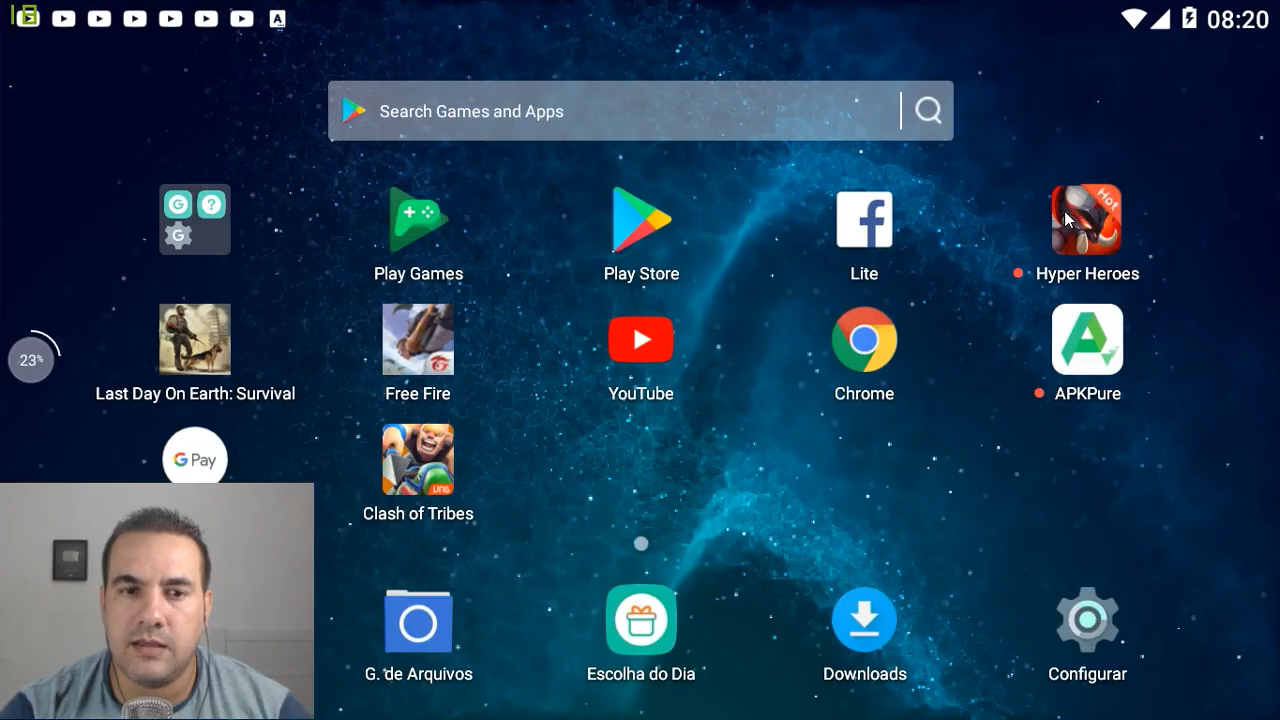 08:20
Search Games and Apps
Hot
Play Games
Play Store
Lite
Hyper Heroes
23%
Last Day On Earth: Survival
Free Fire
YouTube
Chrome
APKPure
G Pay
Clash of Tribes
G. de Arquivos
Escolha do Dia
Downloads
Configurar